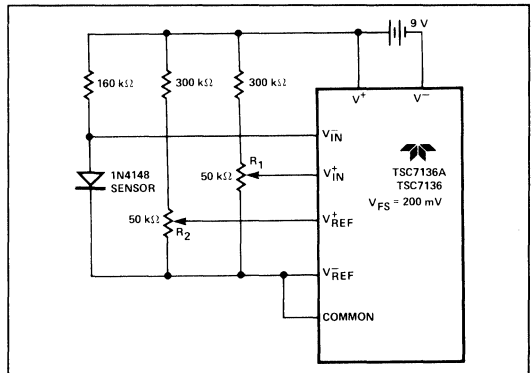 9 V
160 kΩ
300 kΩ
300 kΩ
V+
V−
V−IN
R1
1N4148
SENSOR
50 kΩ
V+IN
TSC7136A
TSC7136
VFS = 200 mV
50 kΩ
R2
V+REF
V−REF
COMMON